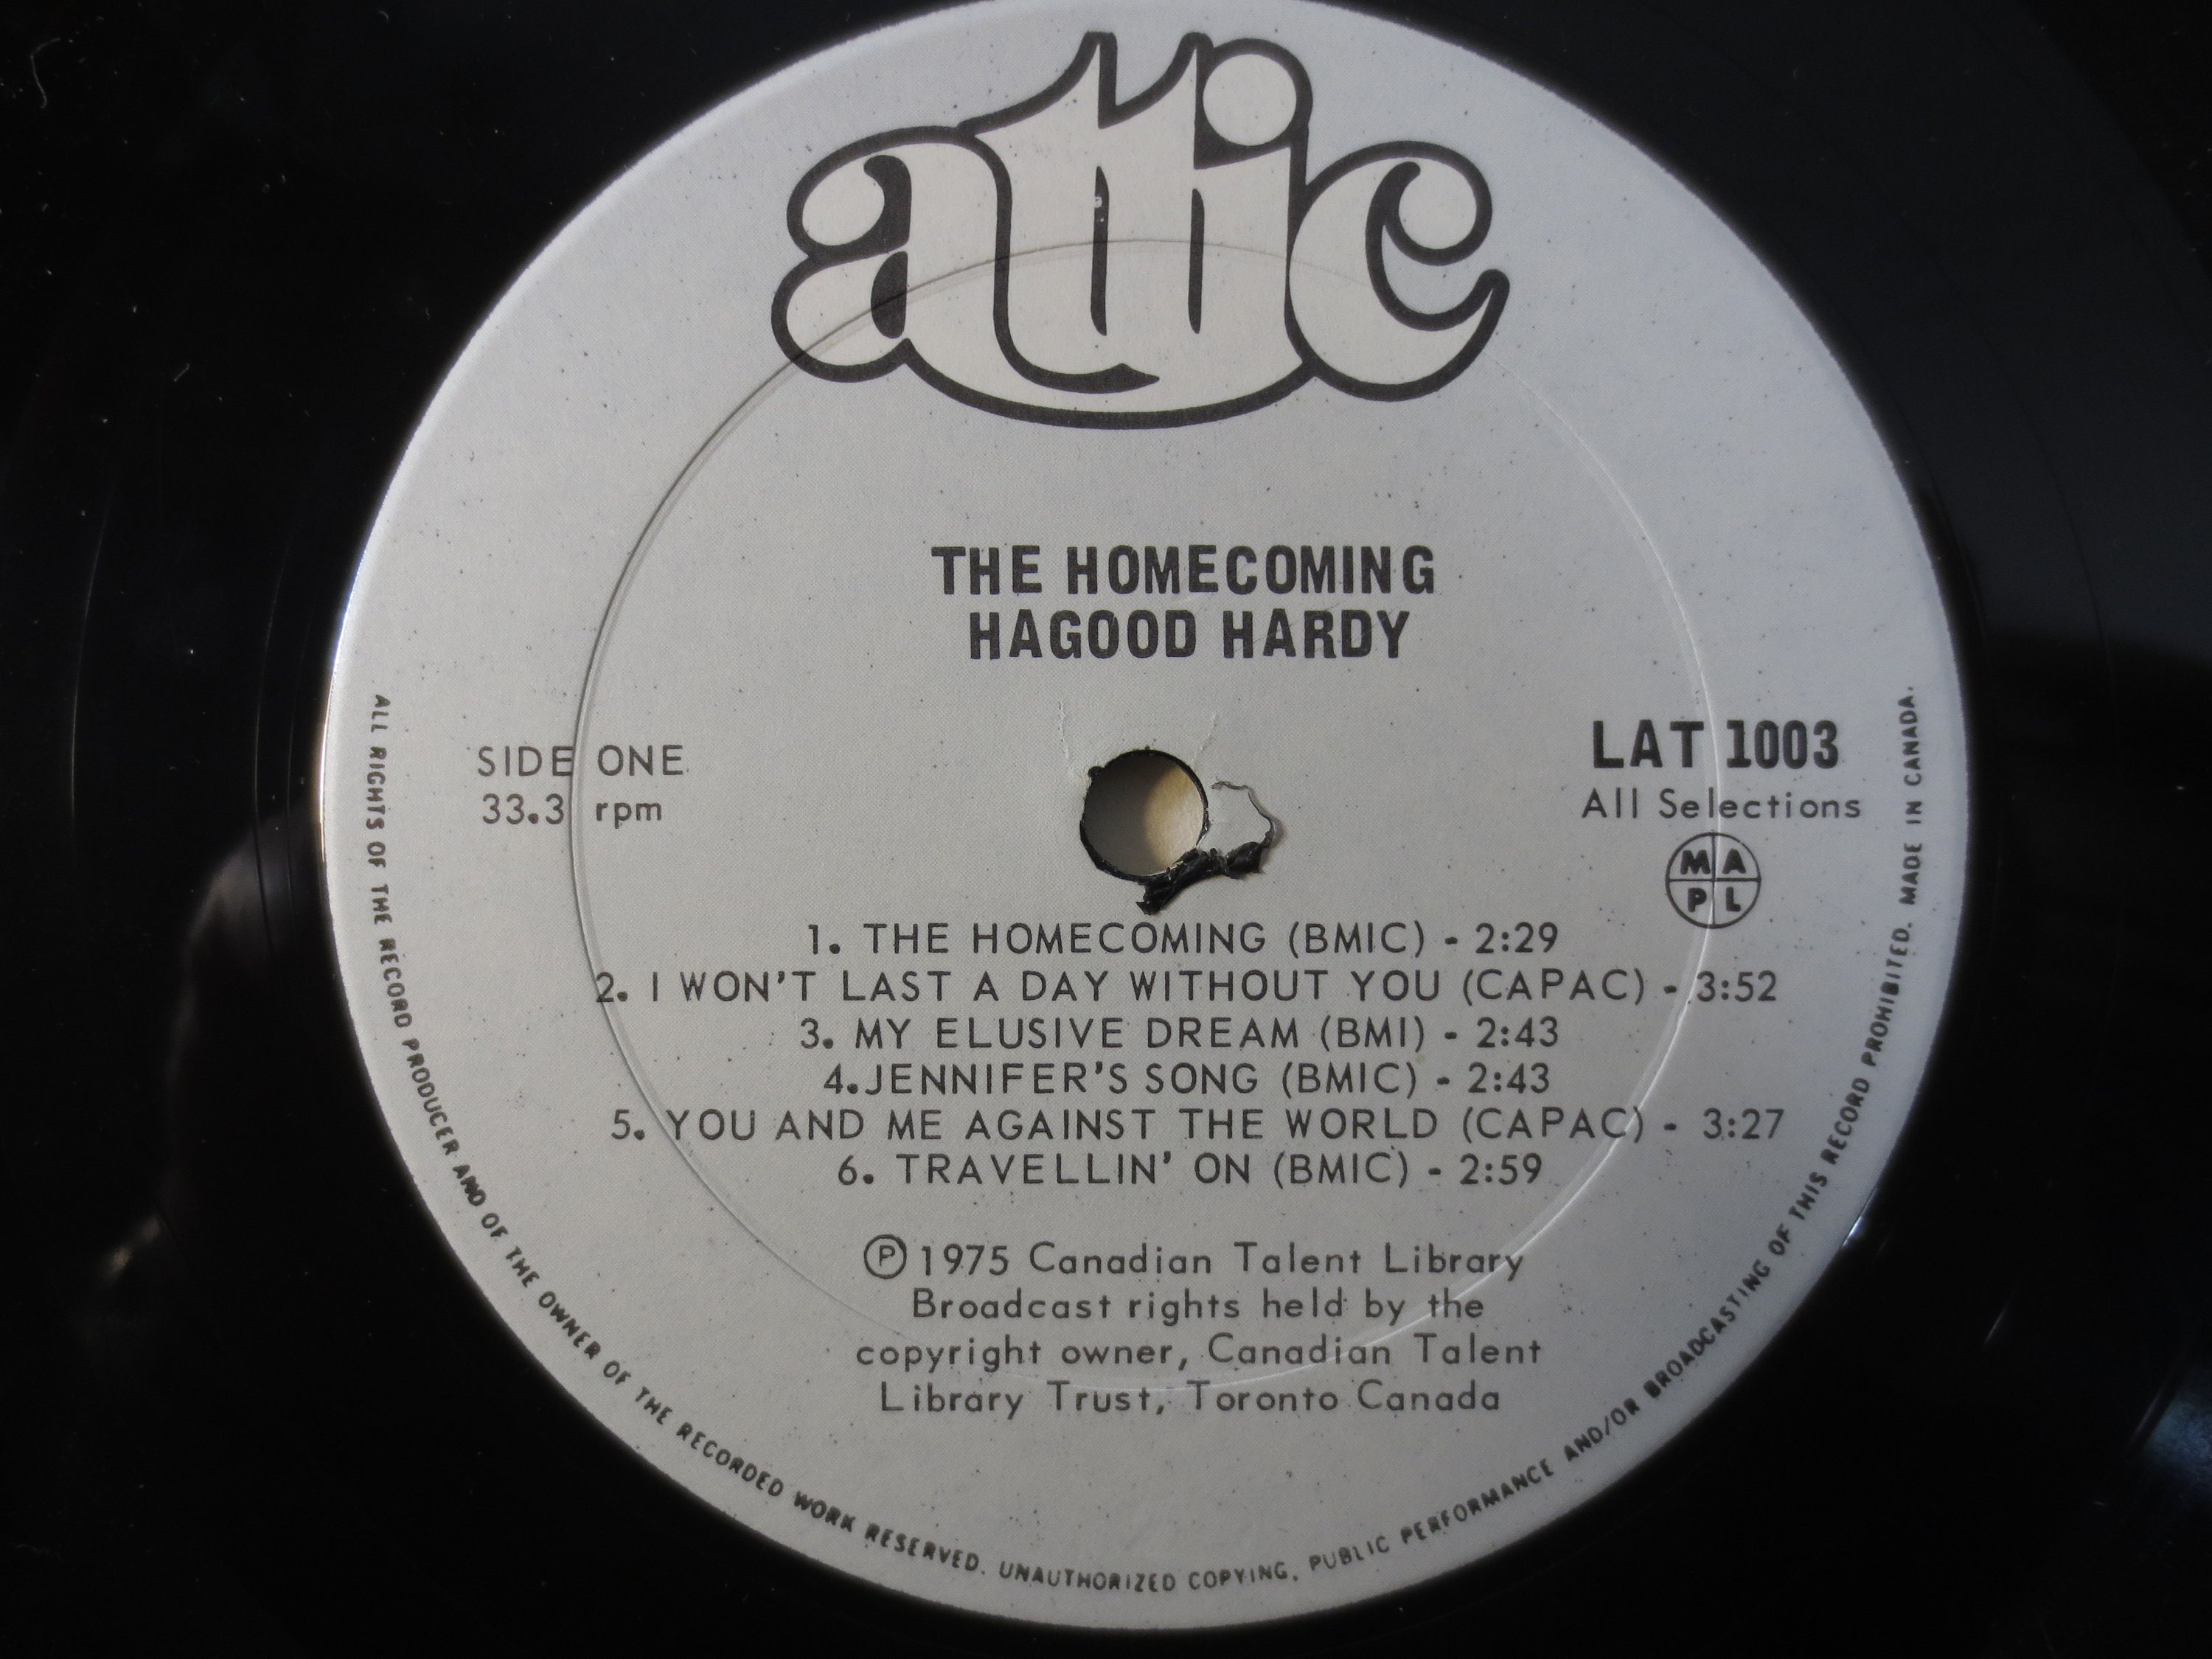 attic
THE HOMECOMING
HAGOOD HARDY
SIDE ONE
33.3 rpm
LAT 1003
All Selections
M A
P L
1. THE HOMECOMING (BMIC) - 2:29
2. I WON'T LAST A DAY WITHOUT YOU (CAPAC) - 3:52
3. MY ELUSIVE DREAM (BMI) - 2:43
4.JENNIFER'S SONG (BMIC) - 2:43
5. YOU AND ME AGAINST THE WORLD (CAPAC) - 3:27
6. TRAVELLIN' ON (BMIC) - 2:59
Ⓟ 1975 Canadian Talent Library
Broadcast rights held by the
copyright owner, Canadian Talent
Library Trust, Toronto Canada
ALL RIGHTS OF THE RECORD PRODUCER AND OF THE OWNER OF THE RECORDED WORK RESERVED. UNAUTHORIZED COPYING, PUBLIC PERFORMANCE AND/OR BROADCASTING OF THIS RECORD PROHIBITED. MADE IN CANADA.